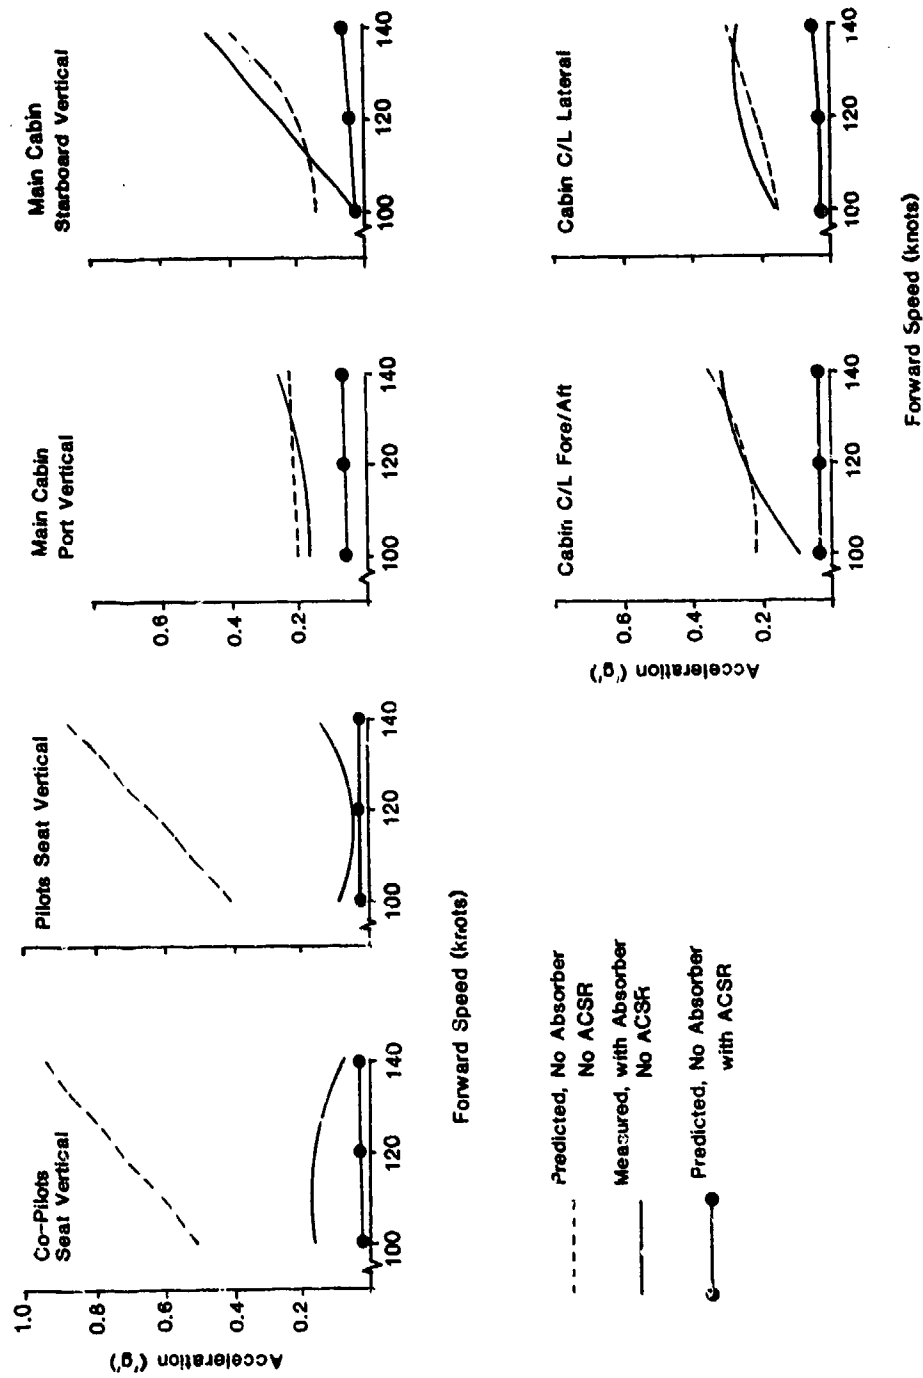 Co-Pilots
Seat Vertical
1.0
0.8
0.6
0.4
0.2
Acceleration ('g')
100
120
140
Pilots Seat Vertical
100
120
140
Forward Speed (knots)
Main Cabin
Port Vertical
0.6
0.4
0.2
100
120
140
Main Cabin
Starboard Vertical
100
120
140
Predicted, No Absorber
No ACSR
Measured, with Absorber
No ACSR
Predicted, No Absorber
with ACSR
Cabin C/L Fore/Aft
0.6
0.4
0.2
Acceleration ('g')
100
120
140
Cabin C/L Lateral
100
120
140
Forward Speed (knots)